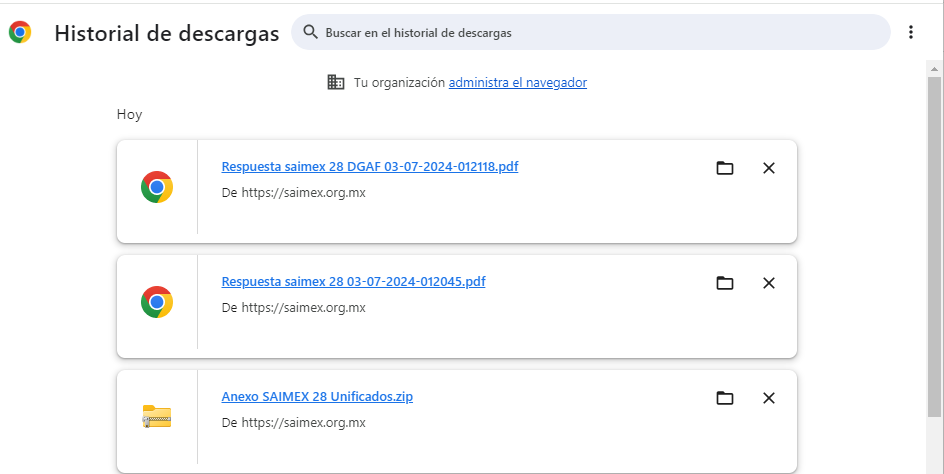 Historial de descargas
Buscar en el historial de descargas
Tu organización administra el navegador
Hoy
Respuesta saimex 28 DGAF 03-07-2024-012118.pdf
De https://saimex.org.mx
Respuesta saimex 28 03-07-2024-012045.pdf
De https://saimex.org.mx
Anexo SAIMEX 28 Unificados.zip
De https://saimex.org.mx